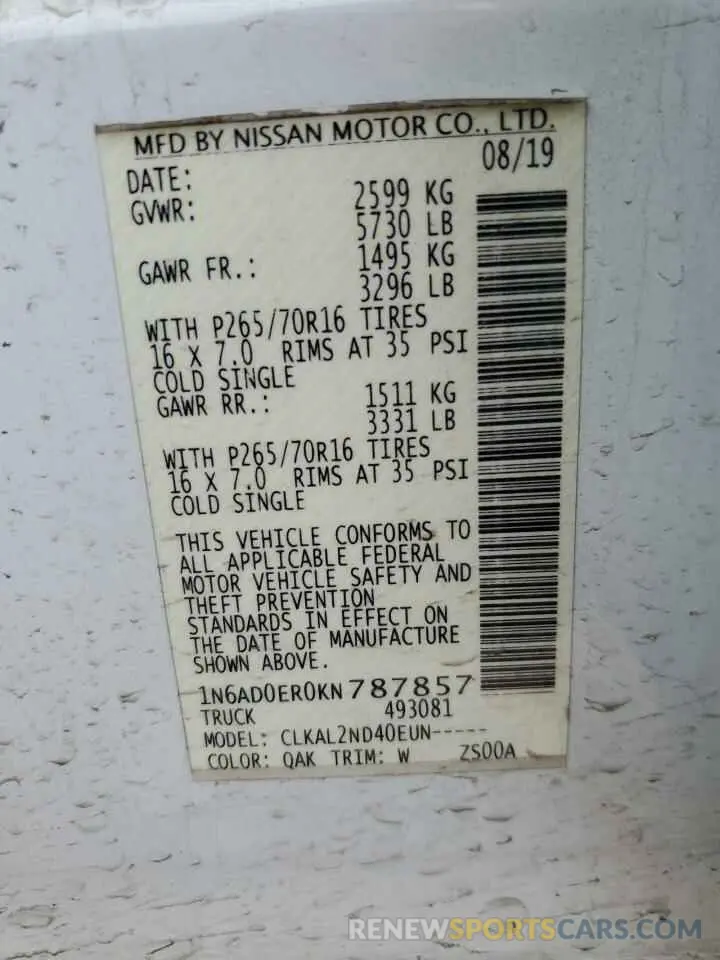 MFD BY NISSAN MOTOR CO., LTD.
DATE: 08/19
GVWR: 2599 KG
5730 LB
GAWR FR.: 1495 KG
3296 LB
WITH P265/70R16 TIRES
16 X 7.0 RIMS AT 35 PSI
COLD SINGLE
GAWR RR.: 1511 KG
3331 LB
WITH P265/70R16 TIRES
16 X 7.0 RIMS AT 35 PSI
COLD SINGLE
THIS VEHICLE CONFORMS TO
ALL APPLICABLE FEDERAL
MOTOR VEHICLE SAFETY AND
THEFT PREVENTION
STANDARDS IN EFFECT ON
THE DATE OF MANUFACTURE
SHOWN ABOVE.
1N6AD0ER0KN787857
TRUCK 493081
MODEL: CLKAL2ND40EUN-----
COLOR: QAK TRIM: W ZS00A
RENEWSPORTSCARS.COM